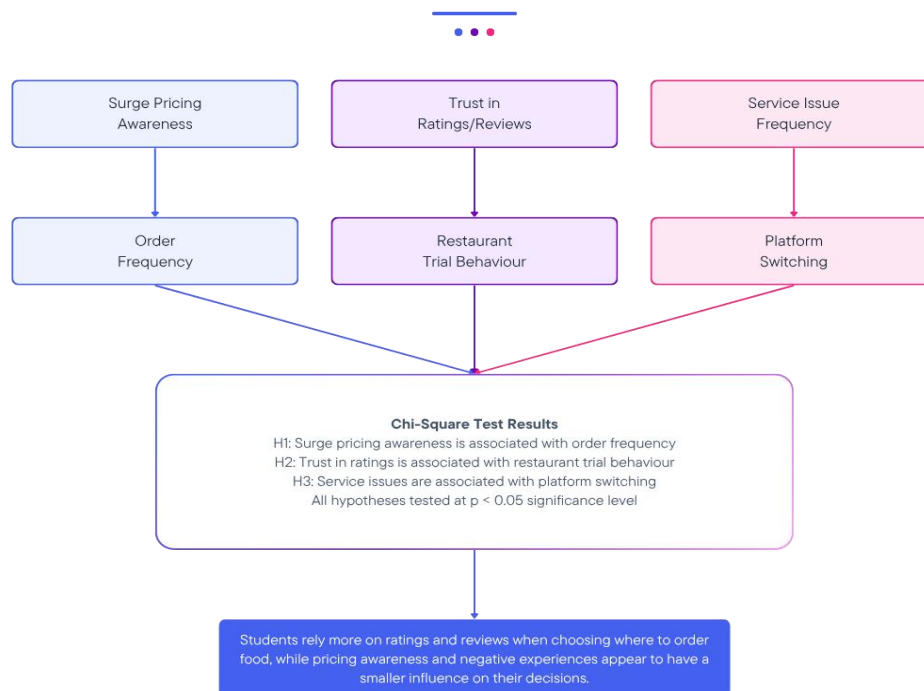 Surge Pricing
Awareness
Trust in
Ratings/Reviews
Service Issue
Frequency
Order
Frequency
Restaurant
Trial Behaviour
Platform
Switching
Chi-Square Test Results
H1: Surge pricing awareness is associated with order frequency
H2: Trust in ratings is associated with restaurant trial behaviour
H3: Service issues are associated with platform switching
All hypotheses tested at p < 0.05 significance level
Students rely more on ratings and reviews when choosing where to order
food, while pricing awareness and negative experiences appear to have a
smaller influence on their decisions.